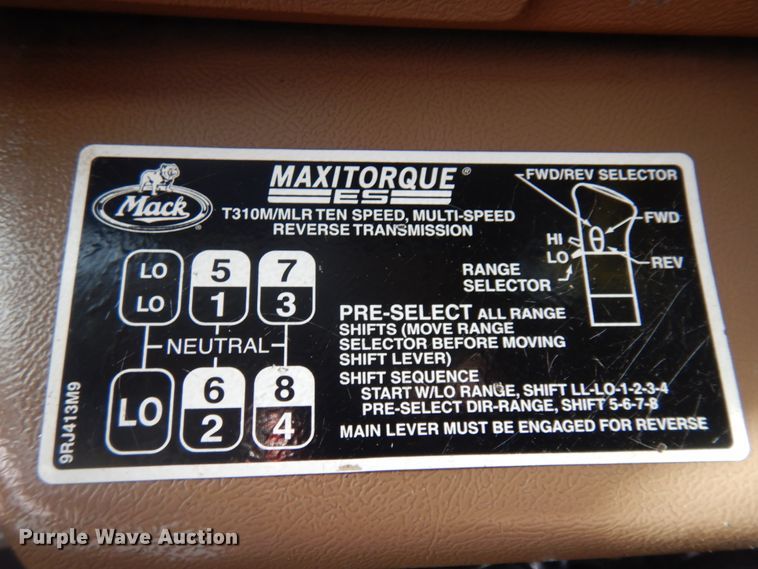 Mack
®
MAXITORQUE®
ES
T310M/MLR TEN SPEED, MULTI-SPEED
REVERSE TRANSMISSION
FWD/REV SELECTOR
FWD
HI
LO
REV
RANGE
SELECTOR
LO 5 7
LO 1 3
NEUTRAL
LO 6 8
2 4
PRE-SELECT ALL RANGE
SHIFTS (MOVE RANGE
SELECTOR BEFORE MOVING
SHIFT LEVER)
SHIFT SEQUENCE
START W/LO RANGE, SHIFT LL-LO-1-2-3-4
PRE-SELECT DIR-RANGE, SHIFT 5-6-7-8
MAIN LEVER MUST BE ENGAGED FOR REVERSE
9RJ413M9
Purple Wave Auction